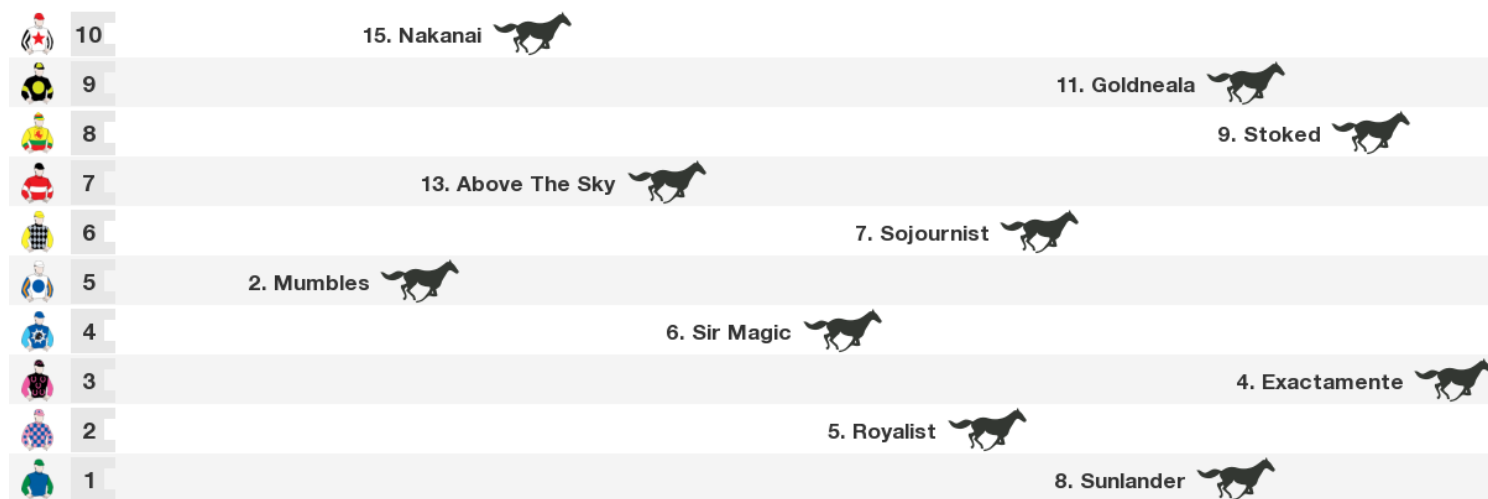 10 15. Nakanai
9 11. Goldneala
8 9. Stoked
7 13. Above The Sky
6 7. Sojournist
5 2. Mumbles
4 6. Sir Magic
3 4. Exactamente
2 5. Royalist
1 8. Sunlander